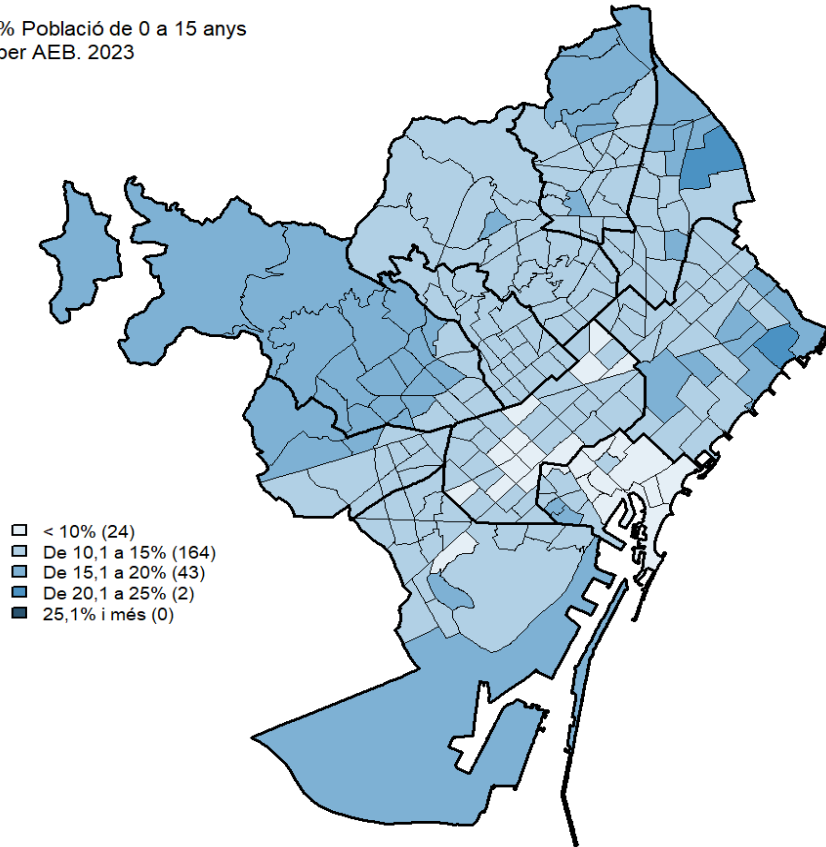 % Població de 0 a 15 anys
per AEB. 2023
< 10% (24)
De 10,1 a 15% (164)
De 15,1 a 20% (43)
De 20,1 a 25% (2)
25,1% i més (0)